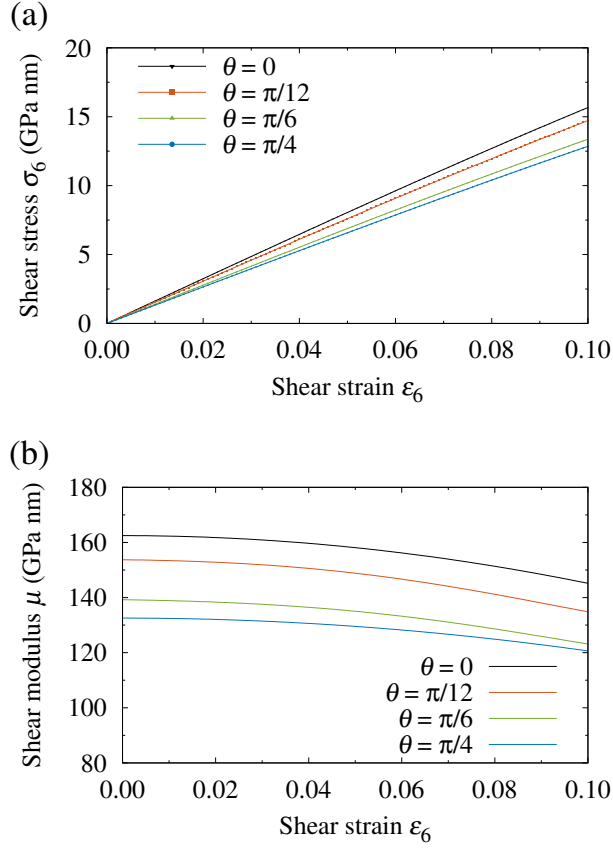 (a)
20
15
10
5
0
Shear stress σ6 (GPa nm)
θ = 0
θ = π/12
θ = π/6
θ = π/4
0.00 0.02 0.04 0.06 0.08 0.10
Shear strain ε6
(b)
180
160
140
120
100
80
Shear modulus μ (GPa nm)
θ = 0
θ = π/12
θ = π/6
θ = π/4
0.00 0.02 0.04 0.06 0.08 0.10
Shear strain ε6